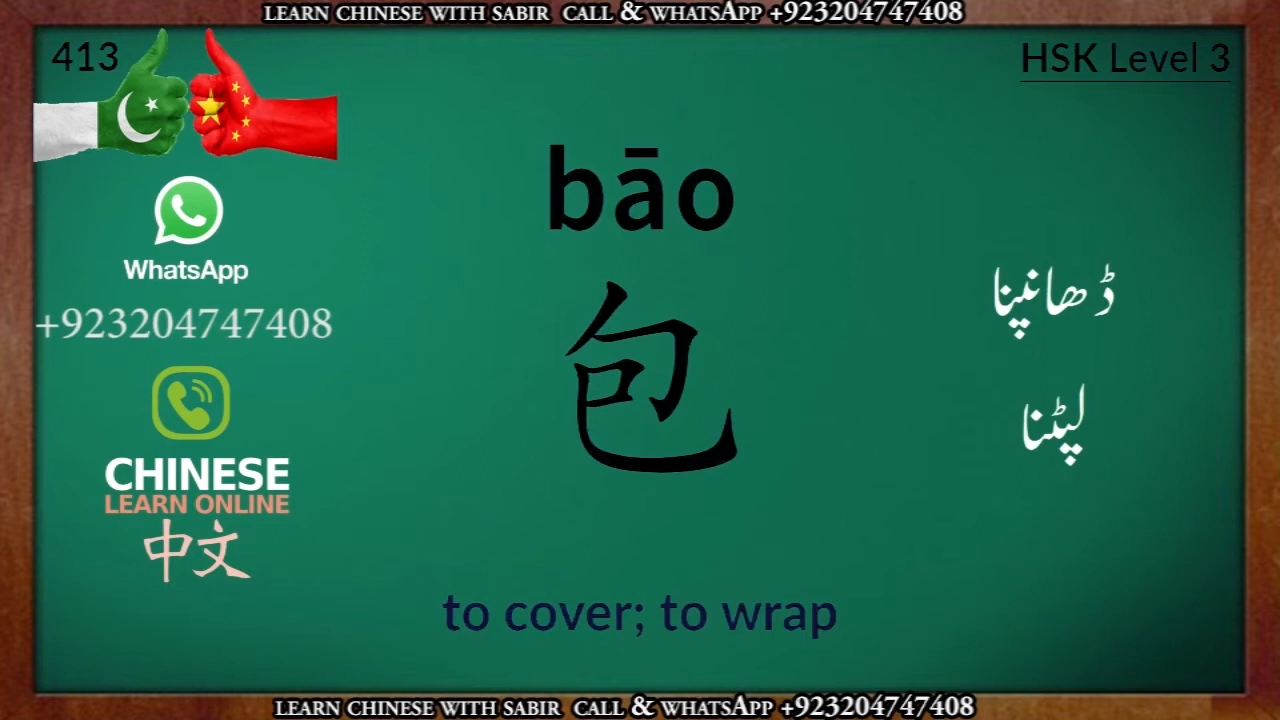 LEARN CHINESE WITH SABIR CALL & WHATSAPP +923204747408
413
HSK Level 3
bāo
包
WhatsApp
+923204747408
ڈھانپنا
لپٹنا
CHINESE
LEARN ONLINE
中文
to cover; to wrap
LEARN CHINESE WITH SABIR CALL & WHATSAPP +923204747408